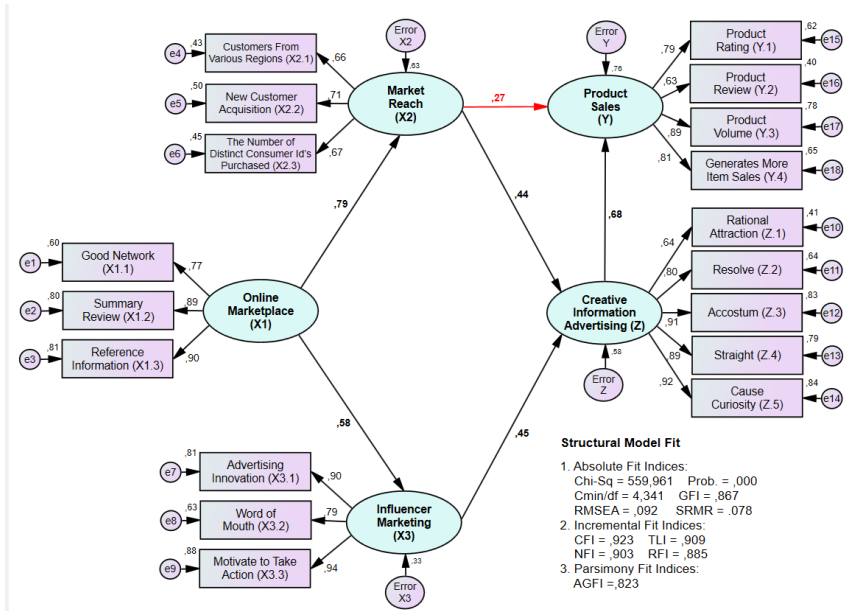 Error
X2
,63
Error
Y
,76
e4
,43
Customers From
Various Regions (X2.1)
,66
e5
,50
New Customer
Acquisition (X2.2)
,71
e6
,45
The Number of
Distinct Consumer Id's
Purchased (X2.3)
,67
Market
Reach
(X2)
,27
Product
Sales
(Y)
,79
Product
Rating (Y.1)
,62
e15
,63
Product
Review (Y.2)
,40
e16
,89
Product
Volume (Y.3)
,78
e17
,81
Generates More
Item Sales (Y.4)
,65
e18
,79
,44
,68
e1
,60
Good Network
(X1.1)
,77
e2
,80
Summary
Review (X1.2)
,89
e3
,81
Reference
Information (X1.3)
,90
Online
Marketplace
(X1)
Creative
Information
Advertising (Z)
,58
Error
Z
,64
Rational
Attraction (Z.1)
,41
e10
,80
Resolve (Z.2)
,64
e11
,91
Accostum (Z.3)
,83
e12
,89
Straight (Z.4)
,79
e13
,92
Cause
Curiosity (Z.5)
,84
e14
,58
,45
e7
,81
Advertising
Innovation (X3.1)
,90
e8
,63
Word of
Mouth (X3.2)
,79
e9
,88
Motivate to Take
Action (X3.3)
,94
Influencer
Marketing
(X3)
,33
Error
X3
Structural Model Fit
1. Absolute Fit Indices:
Chi-Sq = 559,961 Prob. = ,000
Cmin/df = 4,341 GFI = ,867
RMSEA = ,092 SRMR = .078
2. Incremental Fit Indices:
CFI = ,923 TLI = ,909
NFI = ,903 RFI = ,885
3. Parsimony Fit Indices:
AGFI =,823